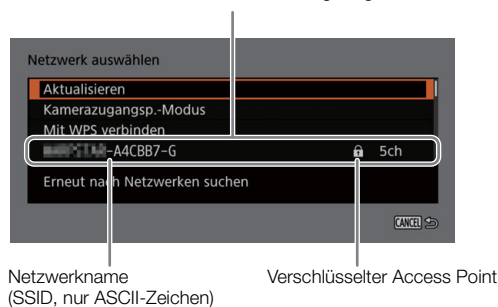 Netzwerk auswählen
Aktualisieren
Kamerazugangsp.-Modus
Mit WPS verbinden
-A4CBB7-G 5ch
Erneut nach Netzwerken suchen
CANCEL
Netzwerkname
(SSID, nur ASCII-Zeichen)
Verschlüsselter Access Point